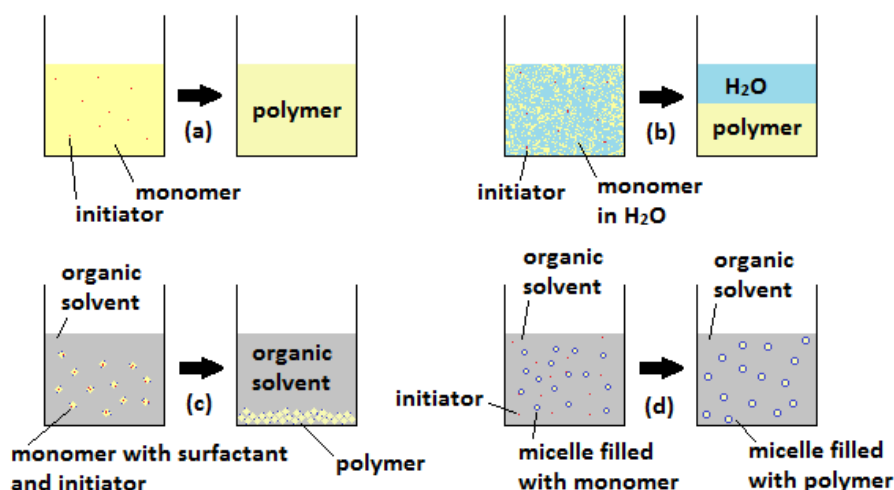 (a)
polymer
monomer
initiator
(b)
H₂O
polymer
initiator
monomer
in H₂O
organic
solvent
(c)
organic
solvent
monomer with surfactant
and initiator
polymer
organic
solvent
initiator
(d)
organic
solvent
micelle filled
with monomer
micelle filled
with polymer